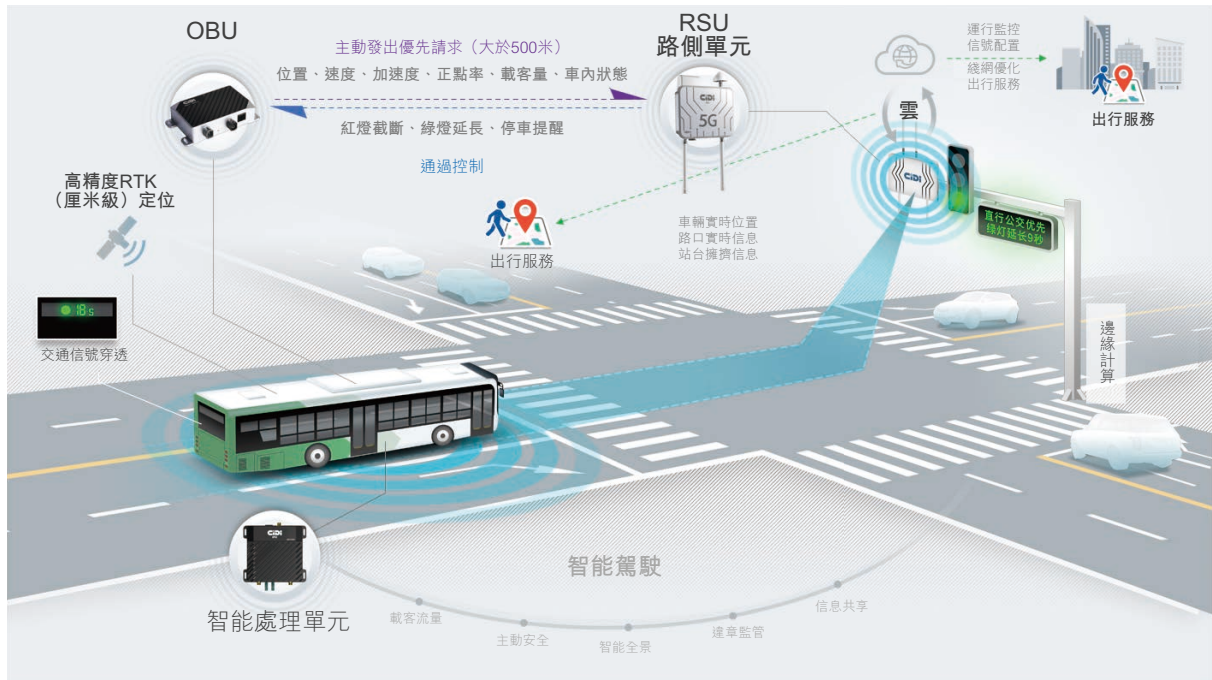 OBU
主動發出優先請求（大於500米）
位置、速度、加速度、正點率、載客量、車內狀態
紅燈截斷、綠燈延長、停車提醒
通過控制
RSU
路側單元
CiDi
5G
運行監控
信號配置
綫網優化
出行服務
出行服務
雲
CiDi
直行公交优先
绿灯延长9秒
高精度RTK
（厘米級）定位
車輛實時位置
路口實時信息
站台擁擠信息
出行服務
18s
交通信號穿透
邊緣計算
CiDi
智能處理單元
智能駕駛
載客流量
主動安全
智能全景
違章監管
信息共享